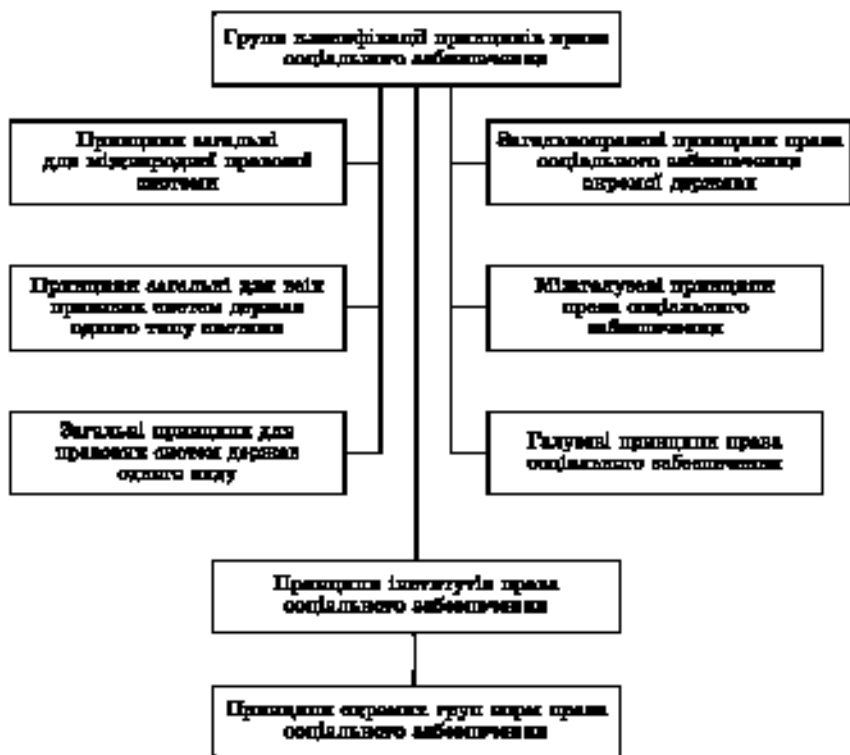 Групи класифікації принципів права
соціального забезпечення
Принципи загальні
для міжнародної правової
системи
Загальноправові принципи права
соціального забезпечення
окремої держави
Принципи загальні для всіх
правових систем держав
одного типу
Міжгалузеві принципи
права соціального
забезпечення
Загальні принципи для
правових систем держав
одного виду
Галузеві принципи права
соціального забезпечення
Принципи інститутів права
соціального забезпечення
Принципи окремих груп норм права
соціального забезпечення